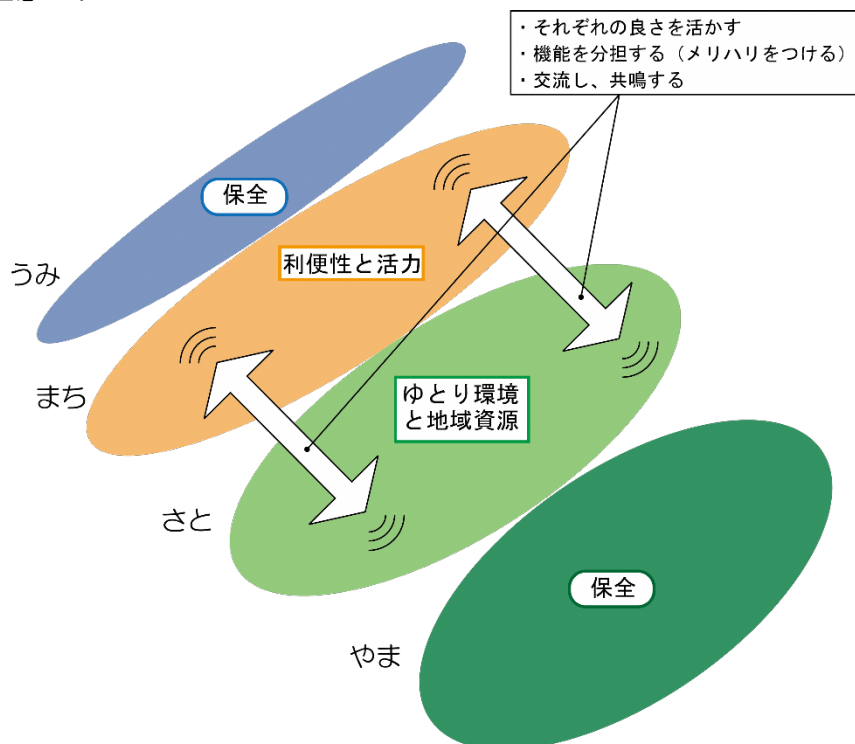 ・それぞれの良さを活かす
・機能を分担する（メリハリをつける）
・交流し、共鳴する
保全
うみ
利便性と活力
まち
ゆとり環境
と地域資源
さと
保全
やま